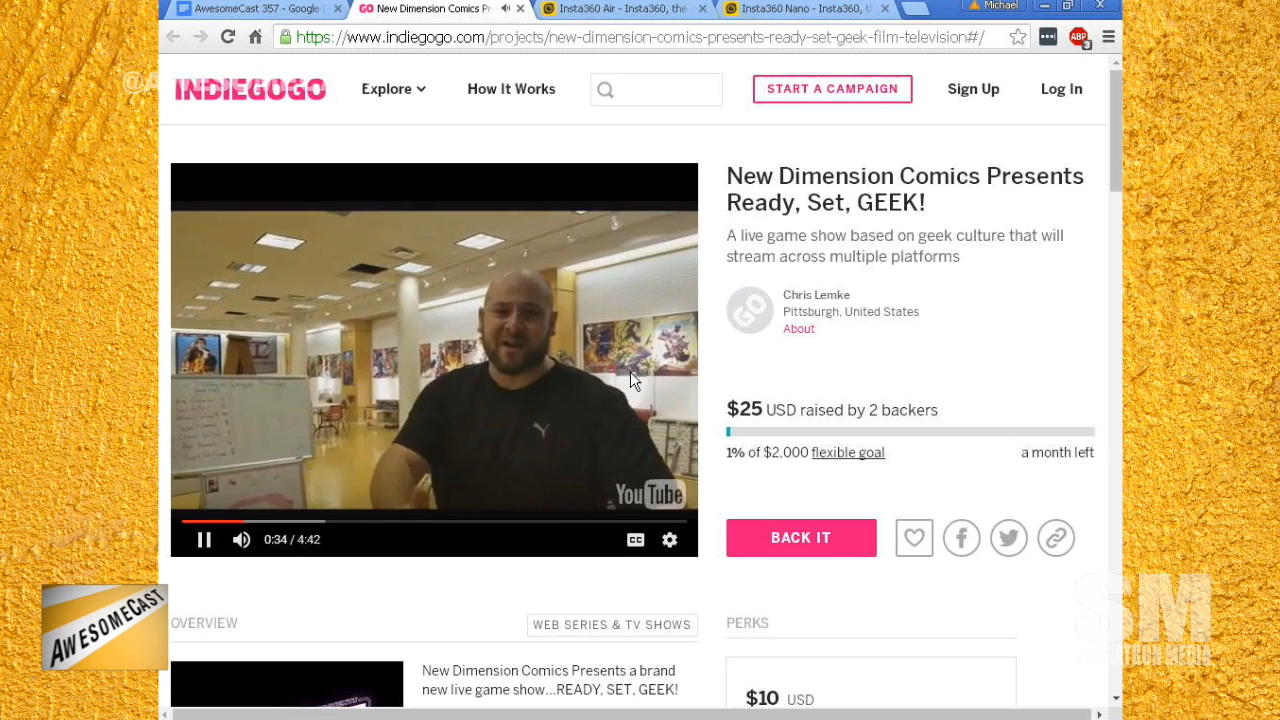 AwesomeCast 357 - Google
New Dimension Comics Pr
Insta360 Air - Insta360, the
Insta360 Nano - Insta360, t
Michael
https://www.indiegogo.com/projects/new-dimension-comics-presents-ready-set-geek-film-television#/
ABP
3
INDIEGOGO
Explore
How It Works
START A CAMPAIGN
Sign Up
Log In
New Dimension Comics Presents
Ready, Set, GEEK!
A live game show based on geek culture that will
stream across multiple platforms
GO
Chris Lemke
Pittsburgh, United States
About
$25 USD raised by 2 backers
1% of $2,000 flexible goal
a month left
YouTube
0:34 / 4:42
CC
BACK IT
AWESOMECAST
SM
OVERVIEW
WEB SERIES & TV SHOWS
PERKS
New Dimension Comics Presents a brand
new live game show...READY, SET, GEEK!
$10 USD